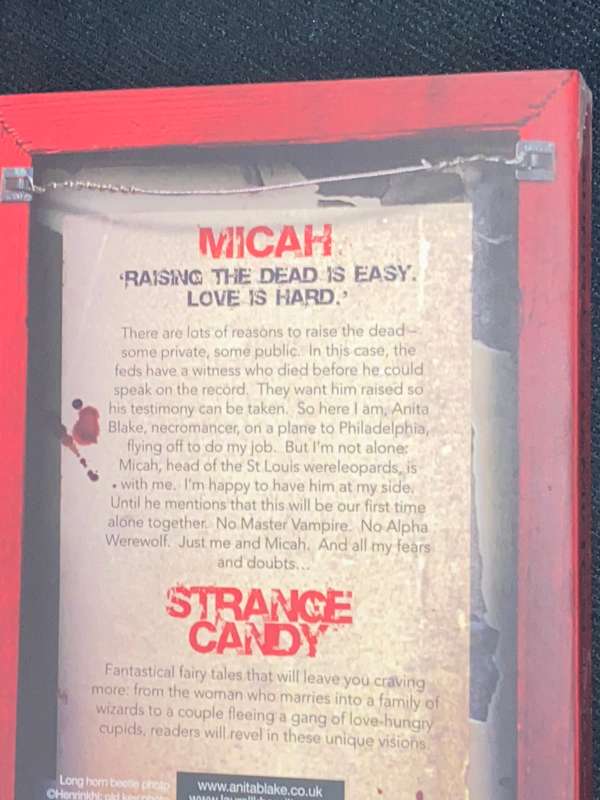 MICAH
‘RAISING THE DEAD IS EASY.
LOVE IS HARD.’
There are lots of reasons to raise the dead –
some private, some public. In this case, the
feds have a witness who died before he could
speak on the record. They want him raised so
his testimony can be taken. So here I am, Anita
Blake, necromancer, on a plane to Philadelphia,
flying off to do my job. But I'm not alone:
Micah, head of the St Louis wereleopards, is
with me. I'm happy to have him at my side.
Until he mentions that this will be our first time
alone together. No Master Vampire. No Alpha
Werewolf. Just me and Micah. And all my fears
and doubts...
STRANGE
CANDY
Fantastical fairy tales that will leave you craving
more: from the woman who marries into a family of
wizards to a couple fleeing a gang of love-hungry
cupids, readers will revel in these unique visions.
Long horn beetle photo
www.anitablake.co.uk